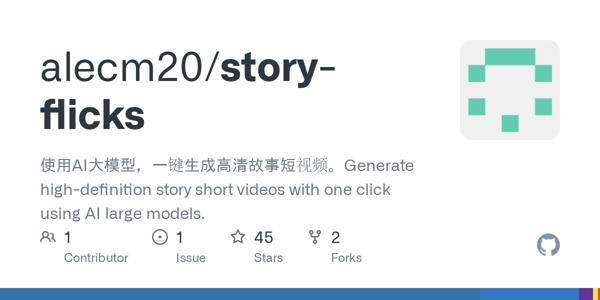 alecm20/story-
flicks
使用AI大模型，一键生成高清故事短视频。Generate
high-definition story short videos with one click
using AI large models.
1 1 45 2
Contributor Issue Stars Forks